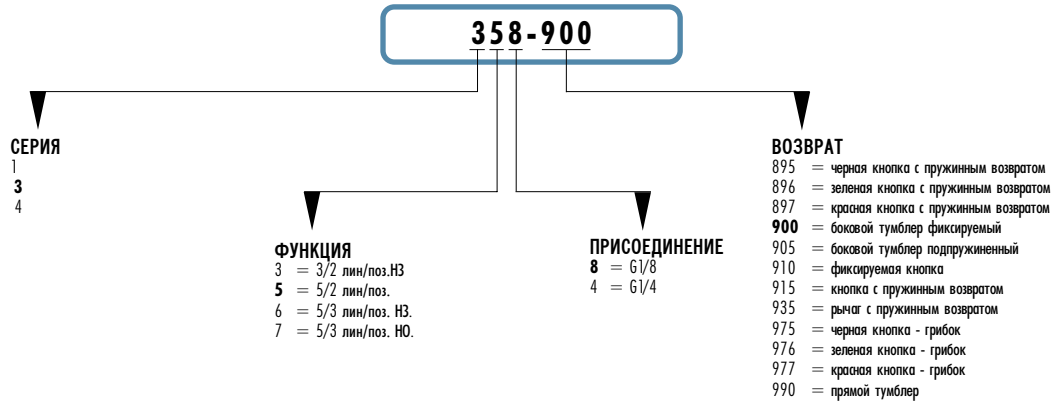 358-900
СЕРИЯ
1
3
4
ФУНКЦИЯ
3 = 3/2 лин/поз.НЗ
5 = 5/2 лин/поз.
6 = 5/3 лин/поз. НЗ.
7 = 5/3 лин/поз. НО.
ПРИСОЕДИНЕНИЕ
8 = G1/8
4 = G1/4
ВОЗВРАТ
895 = черная кнопка с пружинным возвратом
896 = зеленая кнопка с пружинным возвратом
897 = красная кнопка с пружинным возвратом
900 = боковой тумблер фиксируемый
905 = боковой тумблер подпружиненный
910 = фиксируемая кнопка
915 = кнопка с пружинным возвратом
935 = рычаг с пружинным возвратом
975 = черная кнопка - грибок
976 = зеленая кнопка - грибок
977 = красная кнопка - грибок
990 = прямой тумблер